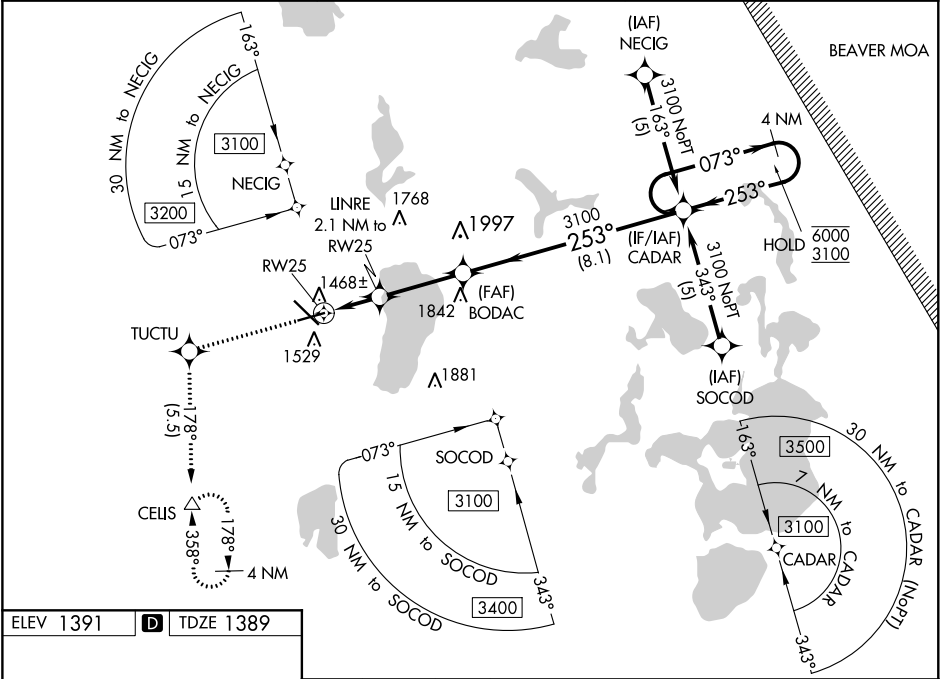 163°
30 NM to NECIG
15 NM to NECIG
3100
NECIG
3200
073°
(IAF)
NECIG
3100 NoPT
163°
(5)
BEAVER MOA
4 NM
073°
253°
HOLD 6000
3100
(IF/IAF)
CADAR
3100
253°
(8.1)
LINRE
2.1 NM to
RW25
1768
1997
RW25
1468±
1842
(FAF)
BODAC
1529
1881
TUCTU
178°
(5.5)
CELIS
178°
358°
4 NM
3100 NoPT
343°
(5)
(IAF)
SOCOD
073°
SOCOD
3100
15 NM to SOCOD
30 NM to SOCOD
3400
343°
163°
3500
30 NM to CADAR (NoPT)
7 NM to CADAR
3100
CADAR
343°
ELEV 1391 D TDZE 1389